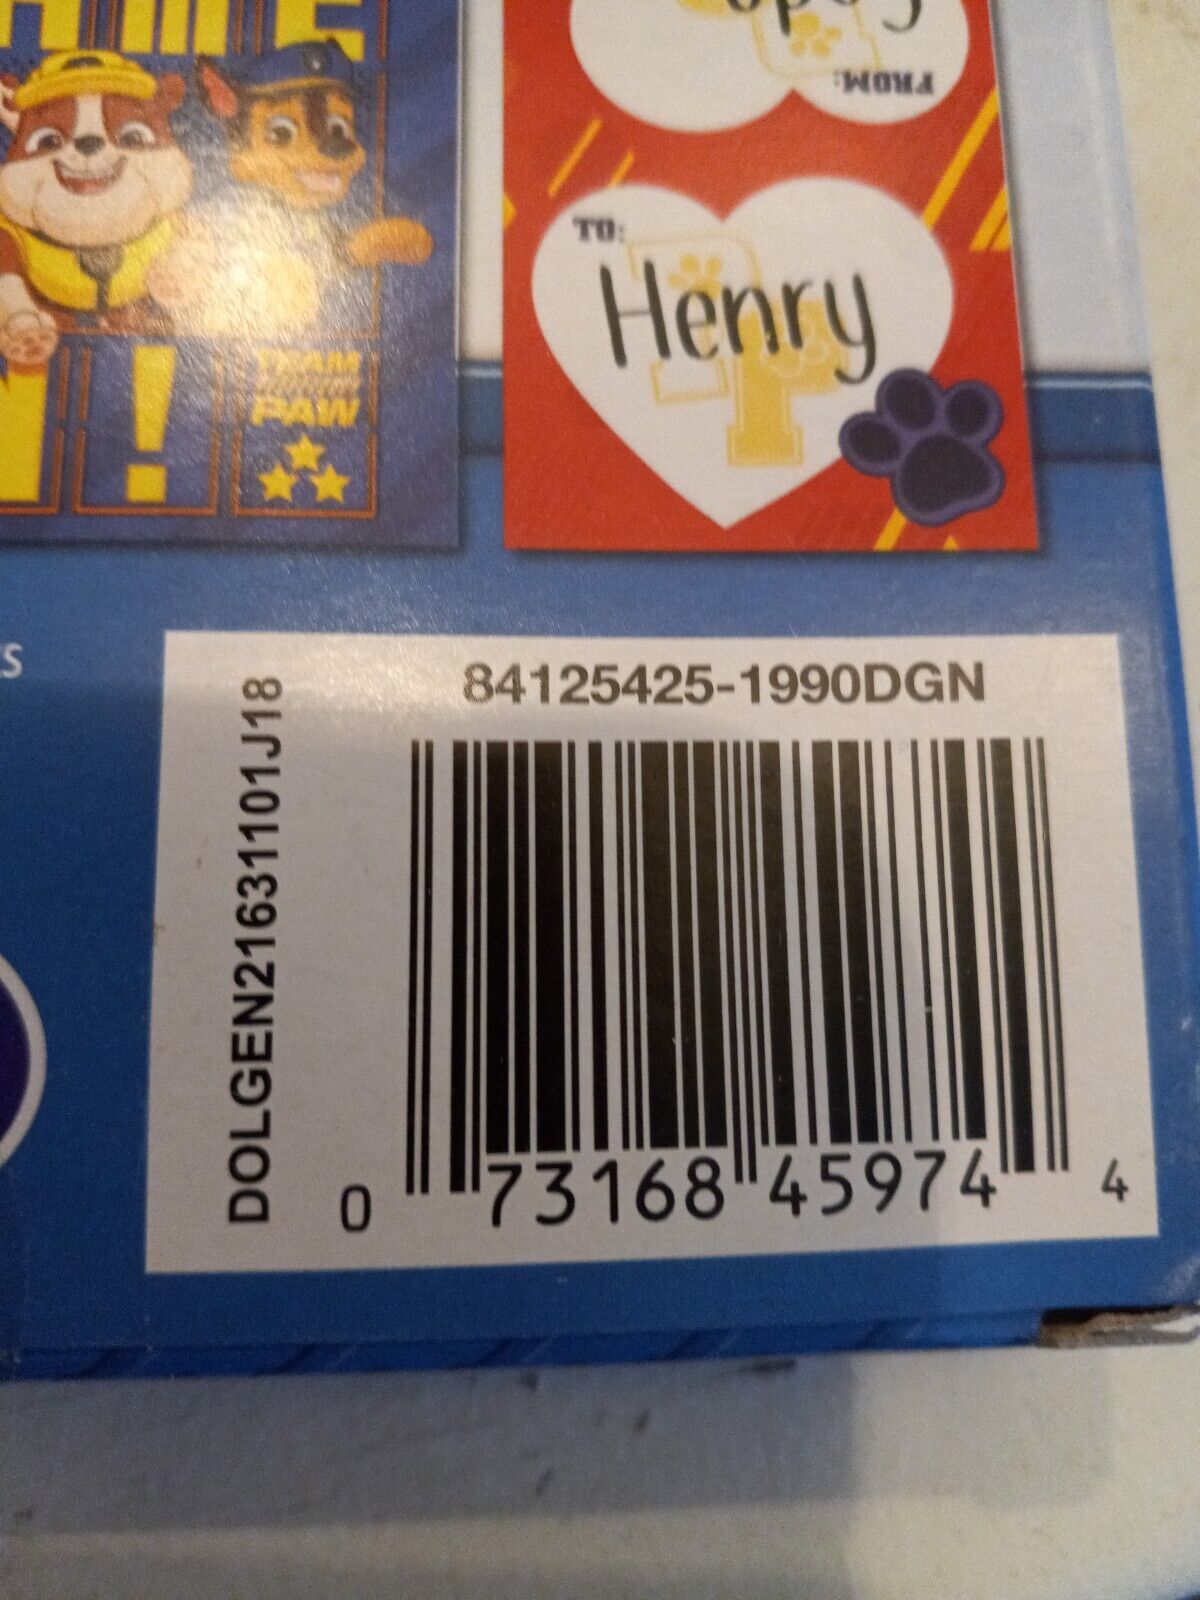 FROM:
TO:
Henry
!
TEAM
PAW
S
84125425-1990DGN
DOLGEN21631101J18
0 73168 45974 4